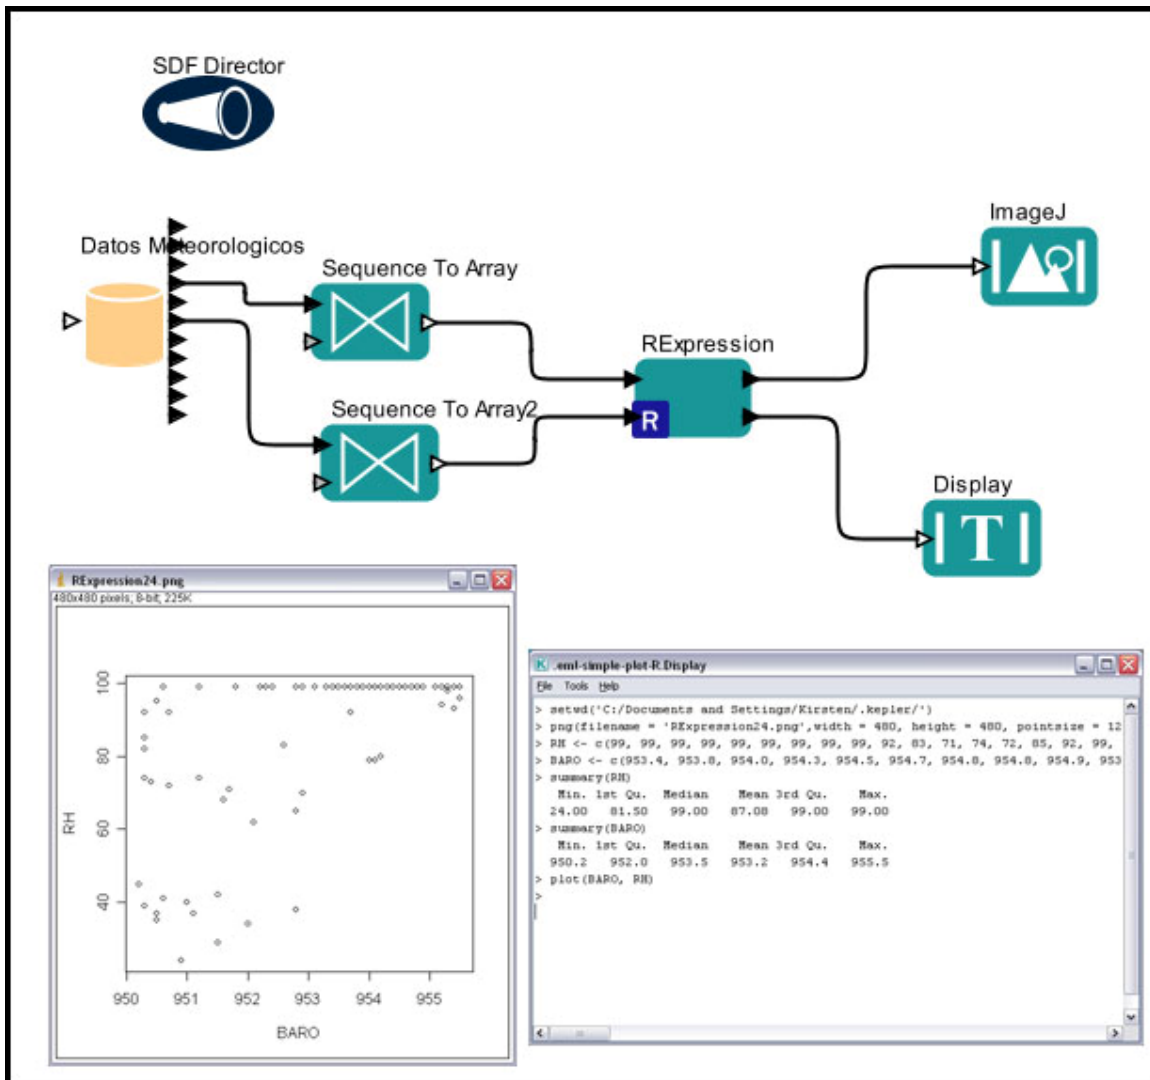 SDF Director
Datos Meteorologicos
Sequence To Array
Sequence To Array2
RExpression
R
ImageJ
Display
T
RExpression24.png
480x480 pixels; 8-bit; 225K
100
80
60
40
RH
950 951 952 953 954 955
BARO
K .eml-simple-plot-R.Display
File Tools Help
> setwd('C:/Documents and Settings/Kirsten/.kepler/')
> png(filename = 'RExpression24.png',width = 480, height = 480, pointsize = 12
> RH <- c(99, 99, 99, 99, 99, 99, 99, 99, 99, 92, 83, 71, 74, 72, 85, 92, 99,
> BARO <- c(953.4, 953.8, 954.0, 954.3, 954.5, 954.7, 954.8, 954.8, 954.9, 953
> summary(RH)
Min. 1st Qu. Median Mean 3rd Qu. Max.
24.00 81.50 99.00 87.08 99.00 99.00
> summary(BARO)
Min. 1st Qu. Median Mean 3rd Qu. Max.
950.2 952.0 953.5 953.2 954.4 955.5
> plot(BARO, RH)
>